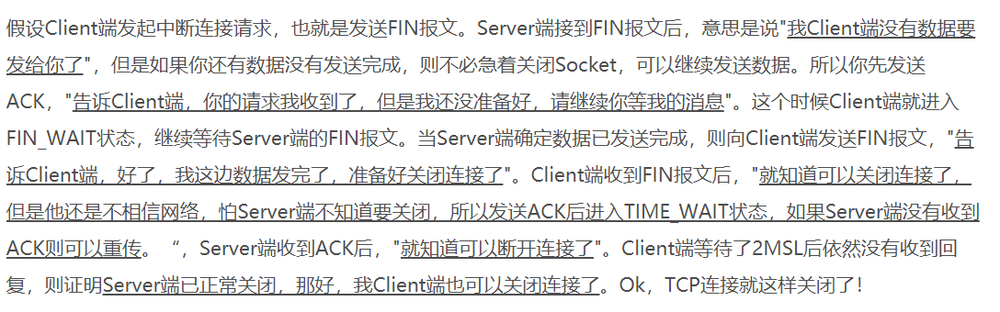 假设Client端发起中断连接请求，也就是发送FIN报文。Server端接到FIN报文后，意思是说"我Client端没有数据要
发给你了"，但是如果你还有数据没有发送完成，则不必急着关闭Socket，可以继续发送数据。所以你先发送
ACK，"告诉Client端，你的请求我收到了，但是我还没准备好，请继续你等我的消息"。这个时候Client端就进入
FIN_WAIT状态，继续等待Server端的FIN报文。当Server端确定数据已发送完成，则向Client端发送FIN报文，"告
诉Client端，好了，我这边数据发完了，准备好关闭连接了"。Client端收到FIN报文后，"就知道可以关闭连接了，
但是他还是不相信网络，怕Server端不知道要关闭，所以发送ACK后进入TIME_WAIT状态，如果Server端没有收到
ACK则可以重传。 “，Server端收到ACK后，"就知道可以断开连接了"。Client端等待了2MSL后依然没有收到回
复，则证明Server端已正常关闭，那好，我Client端也可以关闭连接了。Ok，TCP连接就这样关闭了！